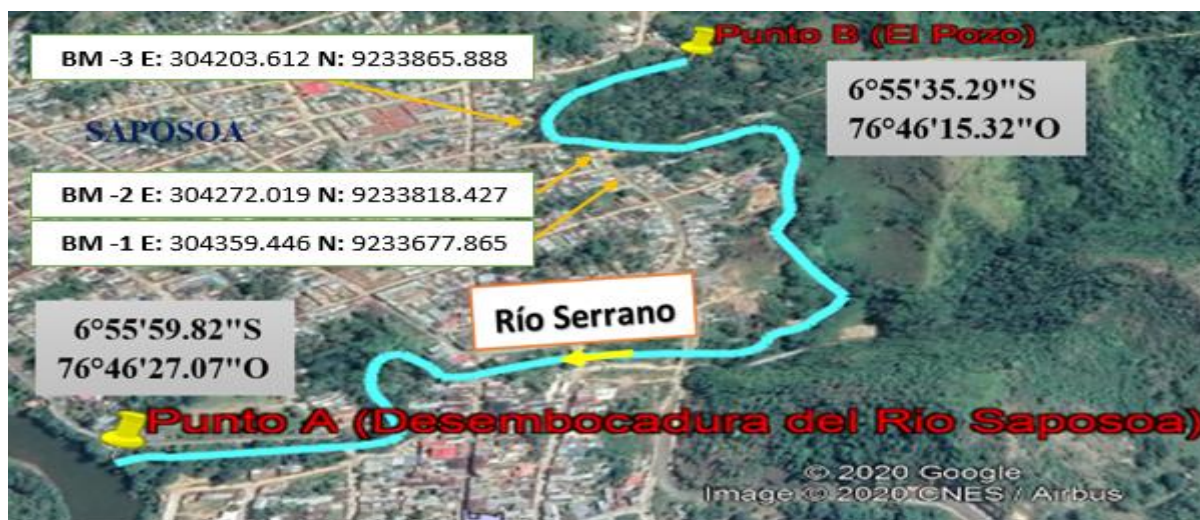 Punto B (El Pozo)
BM -3 E: 304203.612 N: 9233865.888
6°55'35.29"S
76°46'15.32"O
SAPOSOA
BM -2 E: 304272.019 N: 9233818.427
BM -1 E: 304359.446 N: 9233677.865
Río Serrano
6°55'59.82"S
76°46'27.07"O
Punto A (Desembocadura del Río Saposoa)
© 2020 Google
Image © 2020 CNES / Airbus